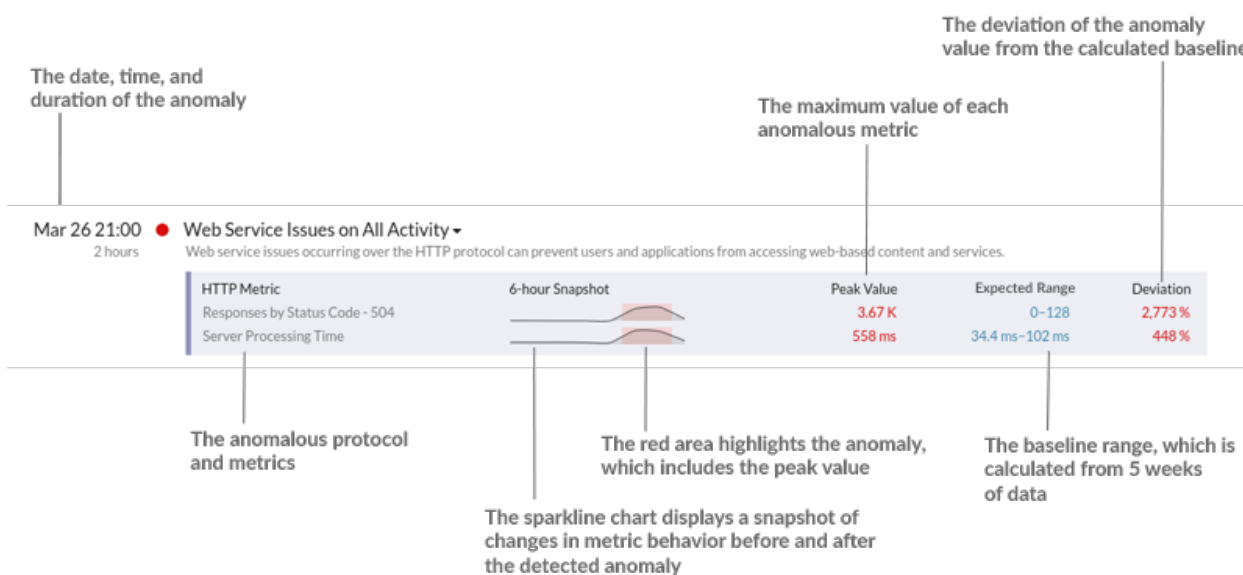 The deviation of the anomaly
value from the calculated baseline
The date, time, and
duration of the anomaly
The maximum value of each
anomalous metric
Mar 26 21:00 Web Service Issues on All Activity
2 hours Web service issues occurring over the HTTP protocol can prevent users and applications from accessing web-based content and services.
HTTP Metric 6-hour Snapshot Peak Value Expected Range Deviation
Responses by Status Code - 504 3.67 K 0–128 2,773 %
Server Processing Time 558 ms 34.4 ms–102 ms 448 %
The anomalous protocol
and metrics
The red area highlights the anomaly,
which includes the peak value
The baseline range, which is
calculated from 5 weeks
of data
The sparkline chart displays a snapshot of
changes in metric behavior before and after
the detected anomaly